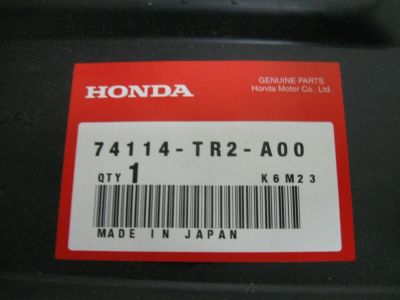 HONDA
GENUINE PARTS
Honda Motor Co., Ltd.
74114-TR2-A00
QTY 1 K6M23
MADE IN JAPAN